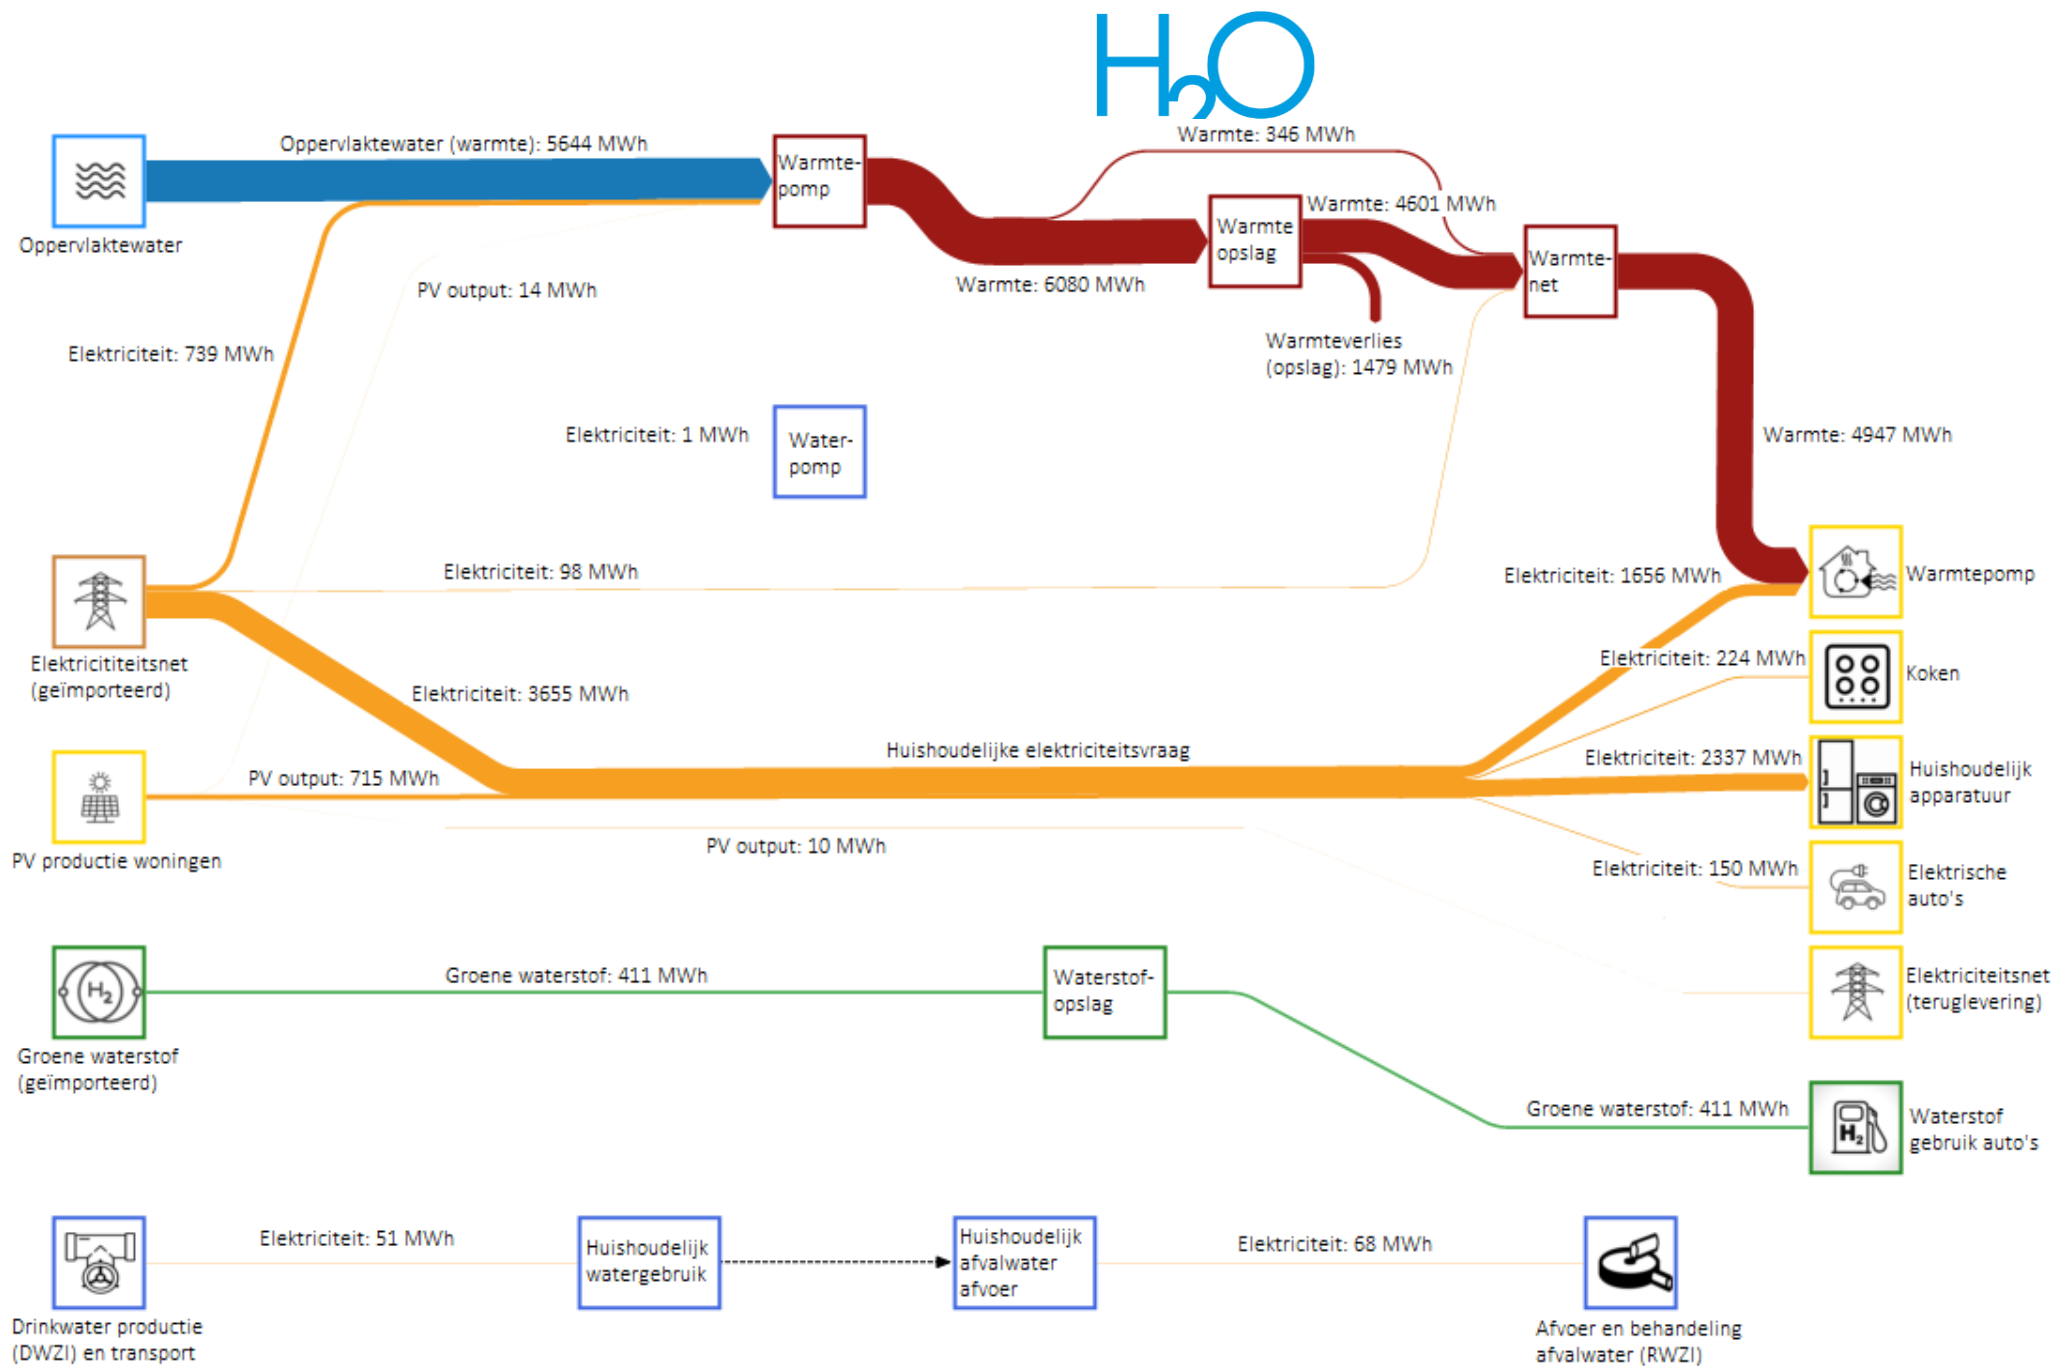 H2O
Oppervlaktewater (warmte): 5644 MWh
Warmte: 346 MWh
Warmte-
pomp
Warmte: 4601 MWh
Oppervlaktewater
Warmte
opslag
Warmte-
net
Warmte: 6080 MWh
PV output: 14 MWh
Elektriciteit: 739 MWh
Warmteverlies
(opslag): 1479 MWh
Elektriciteit: 1 MWh
Water-
pomp
Warmte: 4947 MWh
Elektriciteit: 98 MWh
Elektriciteit: 1656 MWh
Warmtepomp
Elektricititeitsnet
(geïmporteerd)
Elektriciteit: 3655 MWh
Elektriciteit: 224 MWh
Koken
Huishoudelijke elektriciteitsvraag
Elektriciteit: 2337 MWh
Huishoudelijk
apparatuur
PV output: 715 MWh
PV productie woningen
PV output: 10 MWh
Elektriciteit: 150 MWh
Elektrische
auto's
H2
Groene waterstof: 411 MWh
Waterstof-
opslag
Elektriciteitsnet
(teruglevering)
Groene waterstof
(geïmporteerd)
Groene waterstof: 411 MWh
H2
Waterstof
gebruik auto's
Elektriciteit: 51 MWh
Huishoudelijk
watergebruik
Huishoudelijk
afvalwater
afvoer
Elektriciteit: 68 MWh
Drinkwater productie
(DWZI) en transport
Afvoer en behandeling
afvalwater (RWZI)